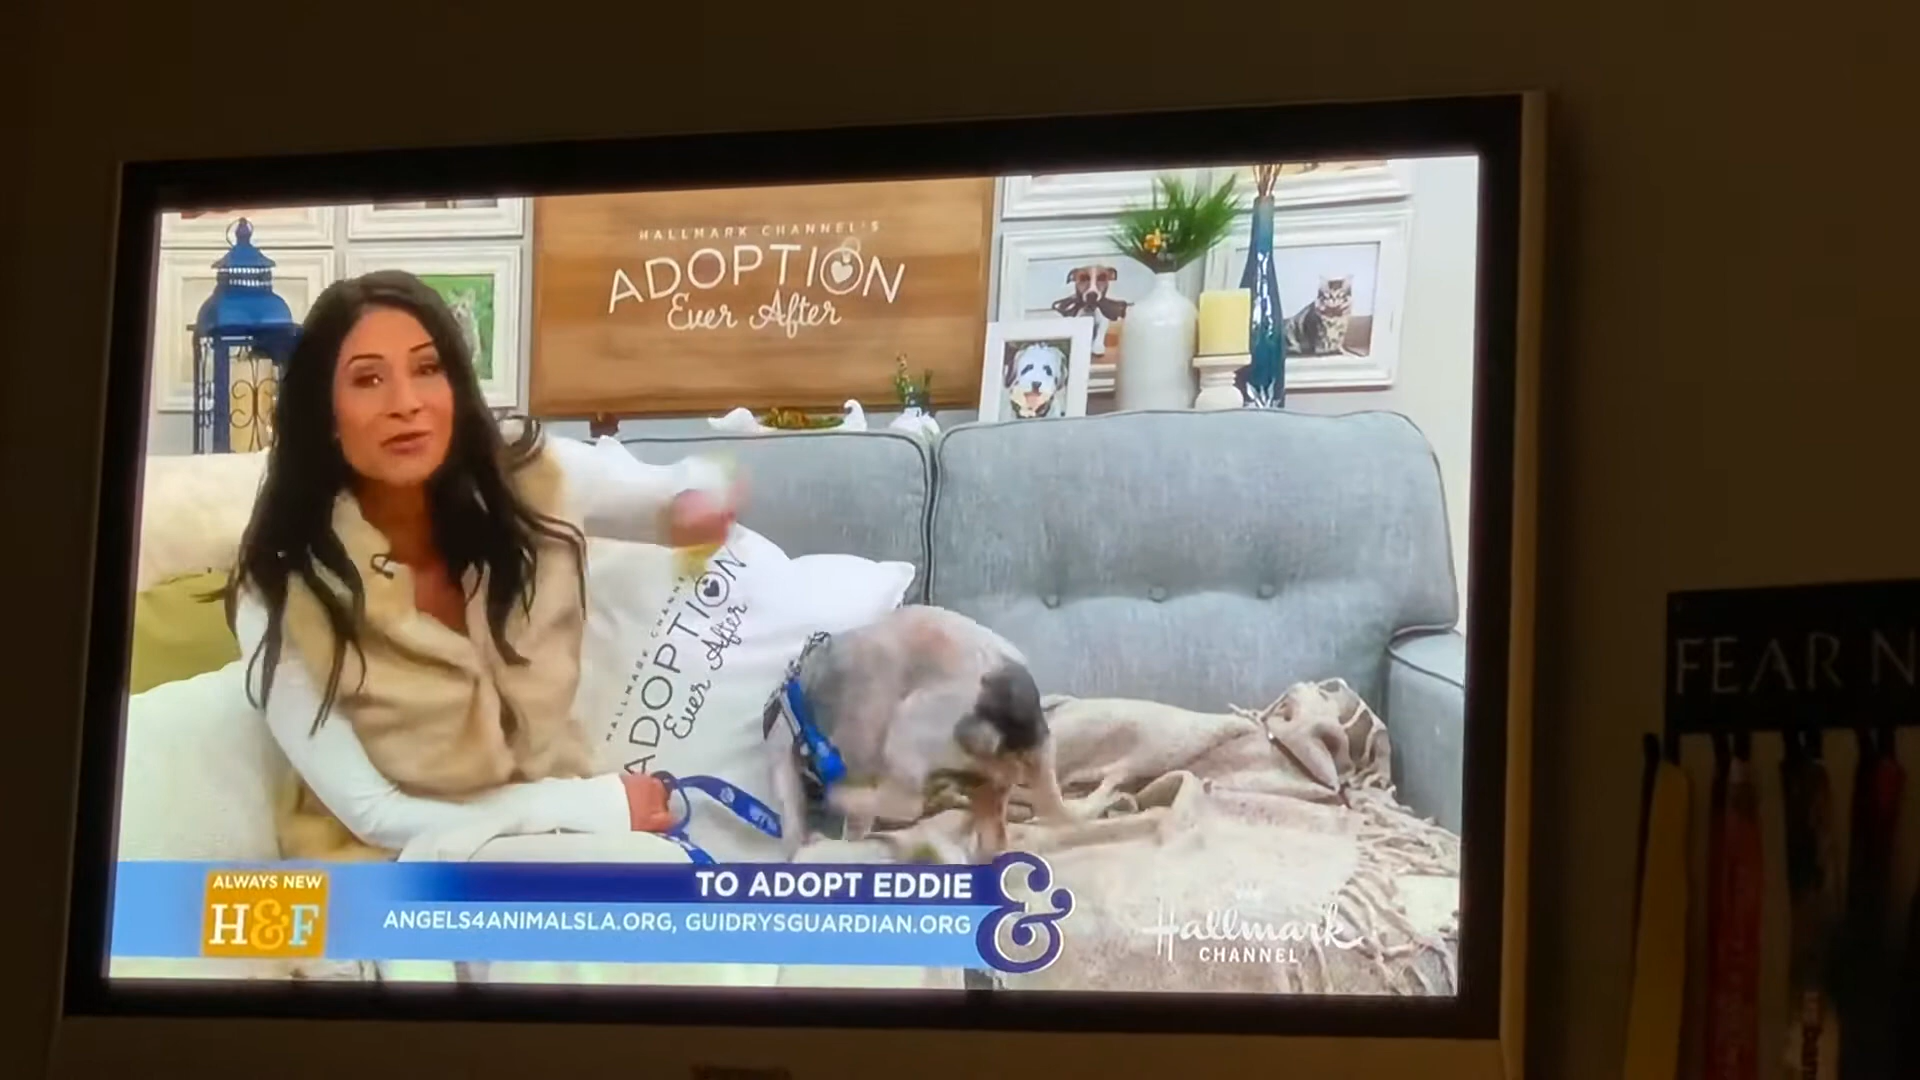 HALLMARK CHANNEL'S
ADOPTION
Ever After
HALLMARK CHANNE
ADOPTION
Ever After
FEAR N
ALWAYS NEW
H&F
TO ADOPT EDDIE
ANGELS4ANIMALSLA.ORG, GUIDRYSGUARDIAN.ORG
&
Hallmark
CHANNEL